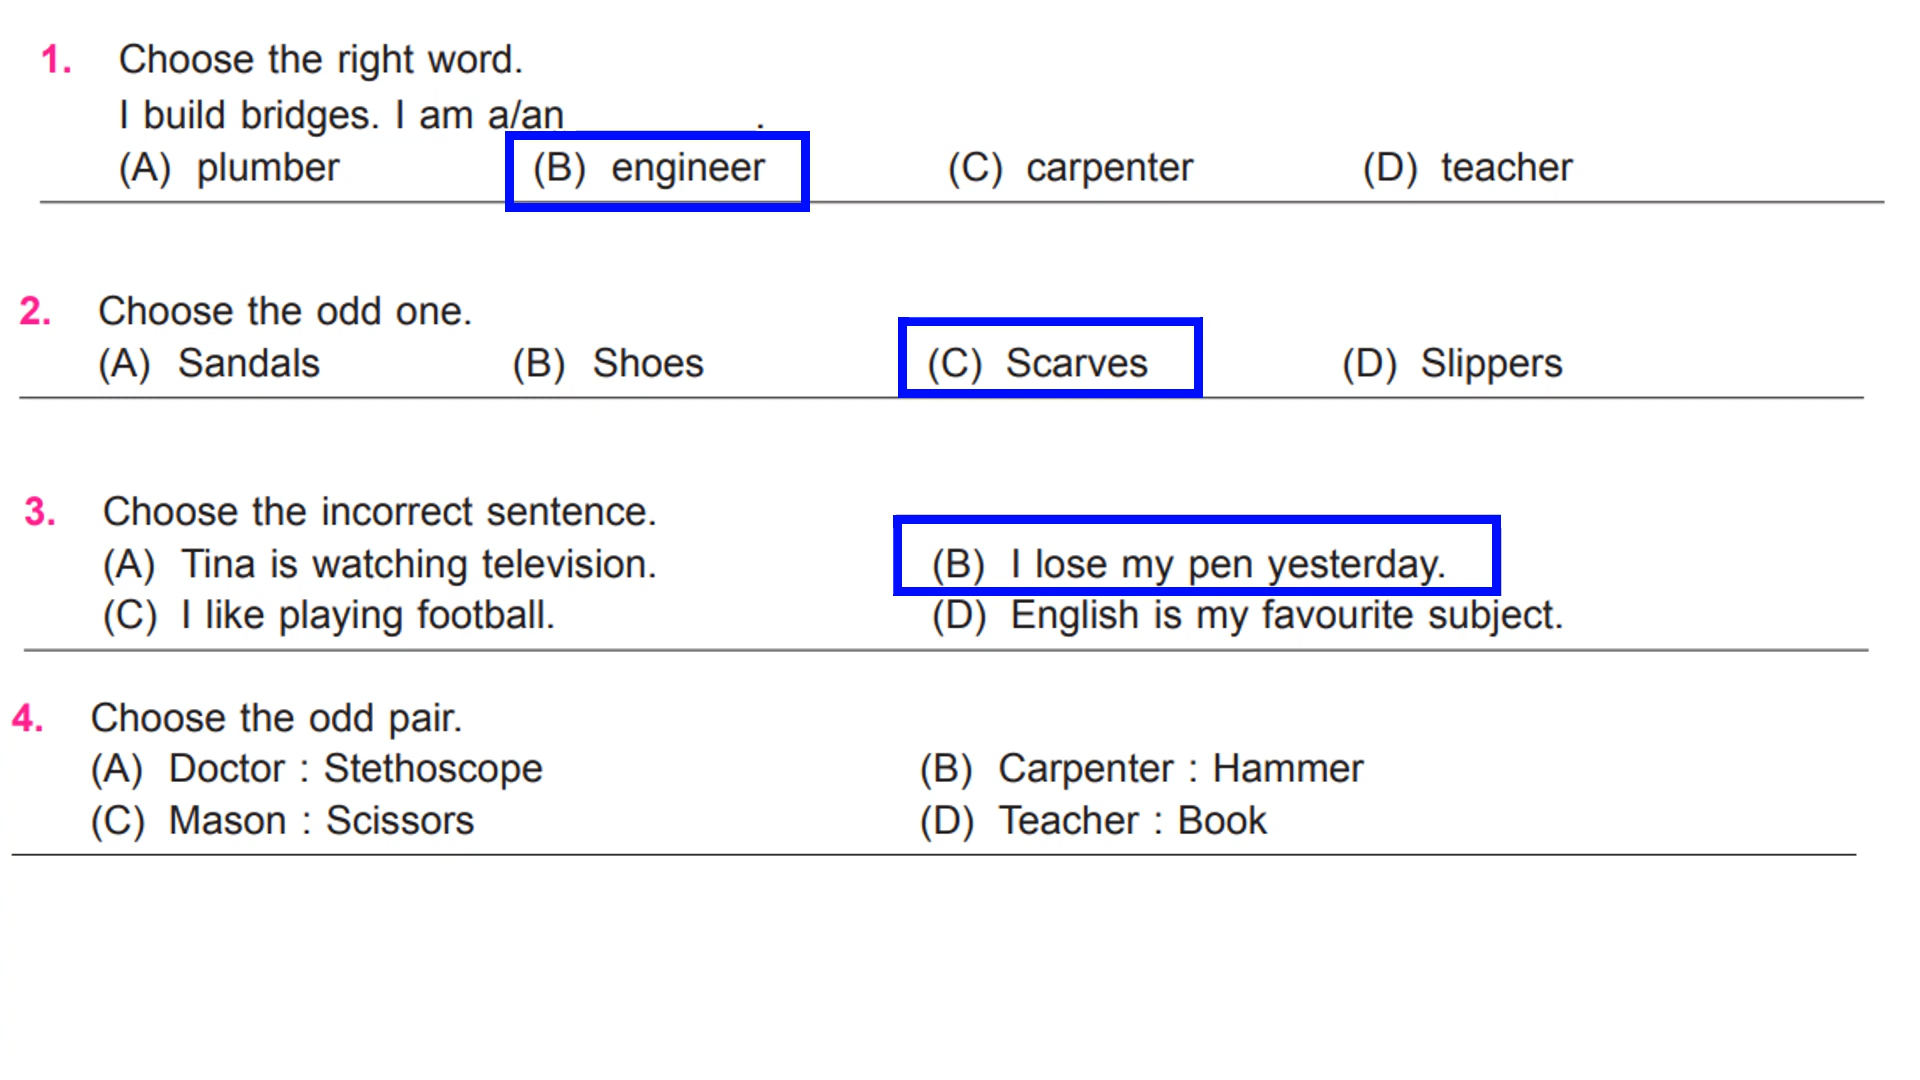 1. Choose the right word.
I build bridges. I am a/an ________.
(A) plumber (B) engineer (C) carpenter (D) teacher
2. Choose the odd one.
(A) Sandals (B) Shoes (C) Scarves (D) Slippers
3. Choose the incorrect sentence.
(A) Tina is watching television. (B) I lose my pen yesterday.
(C) I like playing football. (D) English is my favourite subject.
4. Choose the odd pair.
(A) Doctor : Stethoscope (B) Carpenter : Hammer
(C) Mason : Scissors (D) Teacher : Book